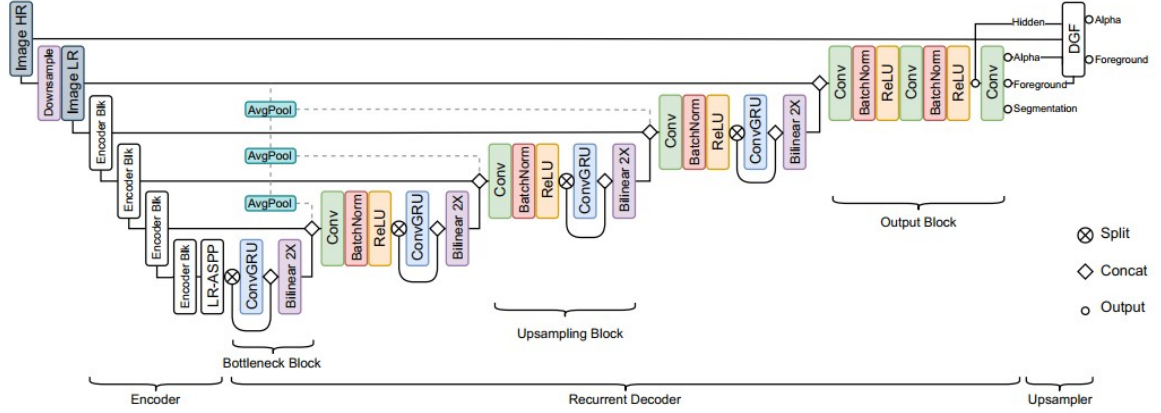 Image HR
Downsample
Image LR
Encoder Blk
Encoder Blk
Encoder Blk
Encoder Blk
LR-ASPP
ConvGRU
Bilinear 2X
AvgPool
AvgPool
AvgPool
Conv
BatchNorm
ReLU
ConvGRU
Bilinear 2X
Conv
BatchNorm
ReLU
ConvGRU
Bilinear 2X
Conv
BatchNorm
ReLU
ConvGRU
Bilinear 2X
Conv
BatchNorm
ReLU
Conv
BatchNorm
ReLU
Conv
Hidden
Alpha
Foreground
Segmentation
DGF
Alpha
Foreground
Output Block
Split
Concat
Output
Upsampling Block
Bottleneck Block
Encoder
Recurrent Decoder
Upsampler